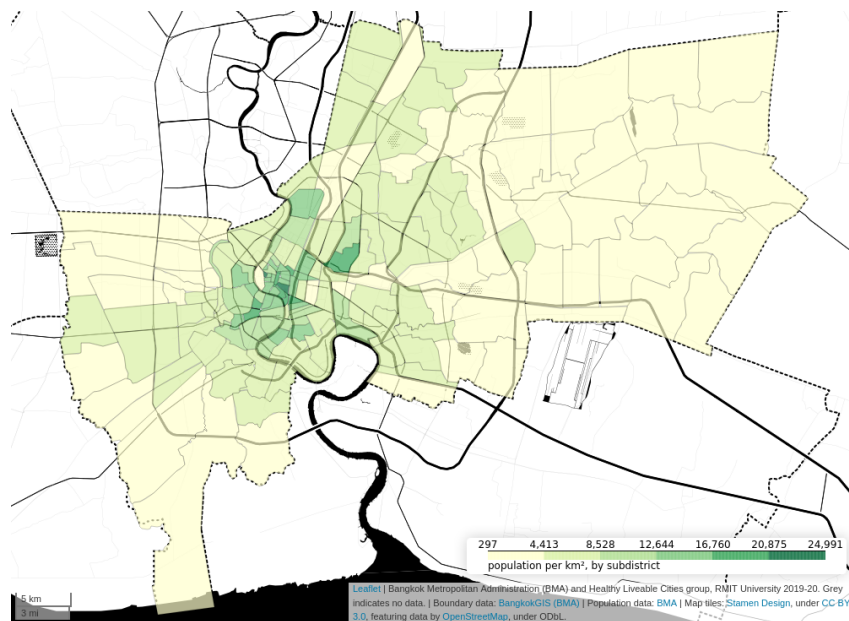 297 4,413 8,528 12,644 16,760 20,875 24,991
population per km², by subdistrict
5 km
3 mi
Leaflet | Bangkok Metropolitan Administration (BMA) and Healthy Liveable Cities group, RMIT University 2019-20. Grey
indicates no data. | Boundary data: BangkokGIS (BMA) | Population data: BMA | Map tiles: Stamen Design, under CC BY
3.0, featuring data by OpenStreetMap, under ODbL.